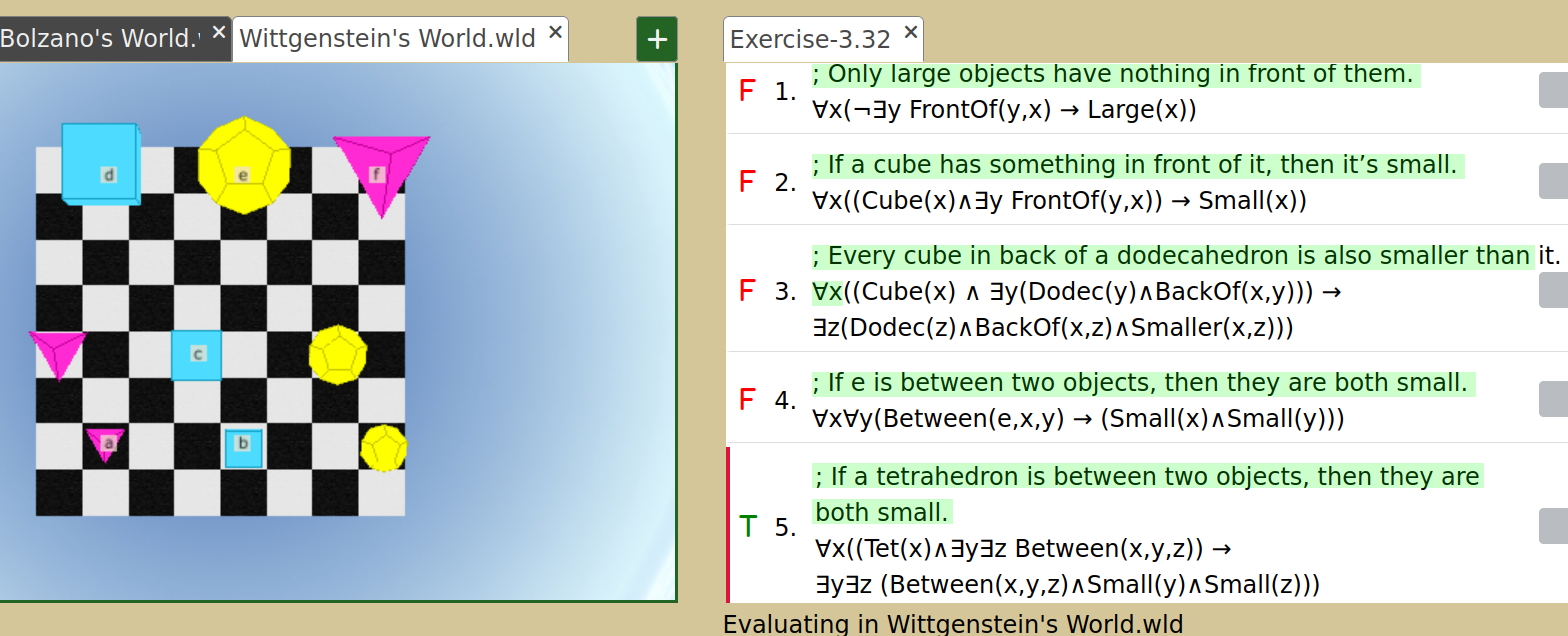 Bolzano's World.
Wittgenstein's World.wld
+
Exercise-3.32
d
e
f
c
a
b
F 1. ; Only large objects have nothing in front of them.
∀x(¬∃y FrontOf(y,x) → Large(x))
F 2. ; If a cube has something in front of it, then it’s small.
∀x((Cube(x)∧∃y FrontOf(y,x)) → Small(x))
F 3. ; Every cube in back of a dodecahedron is also smaller than it.
∀x((Cube(x) ∧ ∃y(Dodec(y)∧BackOf(x,y))) →
∃z(Dodec(z)∧BackOf(x,z)∧Smaller(x,z)))
F 4. ; If e is between two objects, then they are both small.
∀x∀y(Between(e,x,y) → (Small(x)∧Small(y)))
T 5. ; If a tetrahedron is between two objects, then they are
both small.
∀x((Tet(x)∧∃y∃z Between(x,y,z)) →
∃y∃z (Between(x,y,z)∧Small(y)∧Small(z)))
Evaluating in Wittgenstein's World.wld